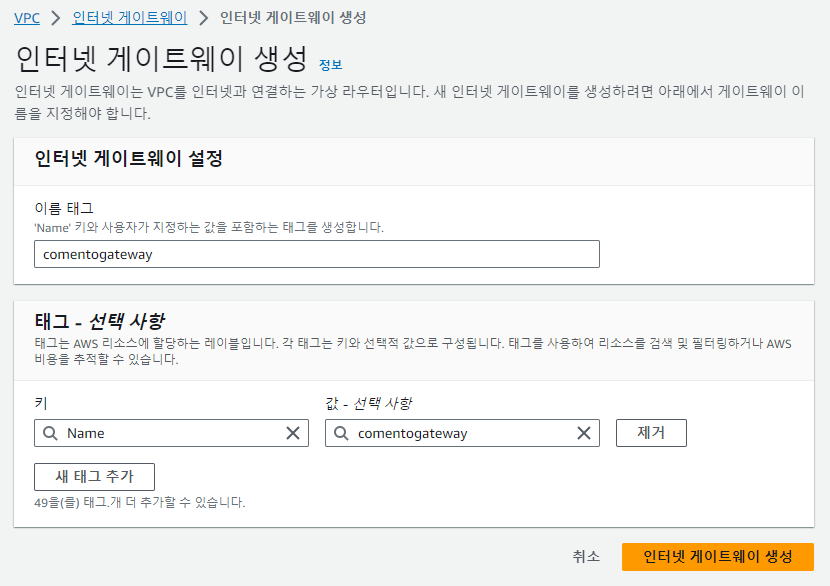 VPC > 인터넷 게이트웨이 > 인터넷 게이트웨이 생성
인터넷 게이트웨이 생성 정보
인터넷 게이트웨이는 VPC를 인터넷과 연결하는 가상 라우터입니다. 새 인터넷 게이트웨이를 생성하려면 아래에서 게이트웨이 이
름을 지정해야 합니다.
인터넷 게이트웨이 설정
이름 태그
'Name' 키와 사용자가 지정하는 값을 포함하는 태그를 생성합니다.
comentogateway
태그 - 선택 사항
태그는 AWS 리소스에 할당하는 레이블입니다. 각 태그는 키와 선택적 값으로 구성됩니다. 태그를 사용하여 리소스를 검색 및 필터링하거나 AWS
비용을 추적할 수 있습니다.
키 값 - 선택 사항
Name comentogateway 제거
새 태그 추가
49을(를) 태그.개 더 추가할 수 있습니다.
취소 인터넷 게이트웨이 생성